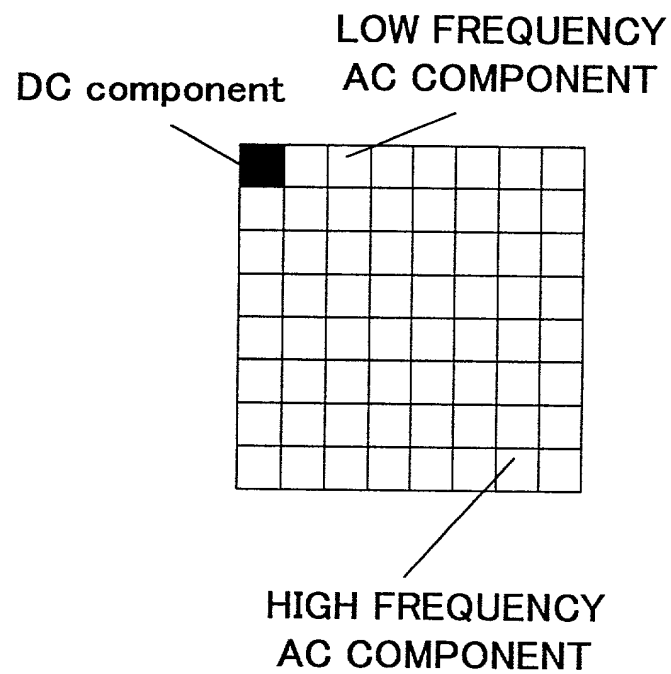 LOW FREQUENCY
AC COMPONENT
DC component
HIGH FREQUENCY
AC COMPONENT